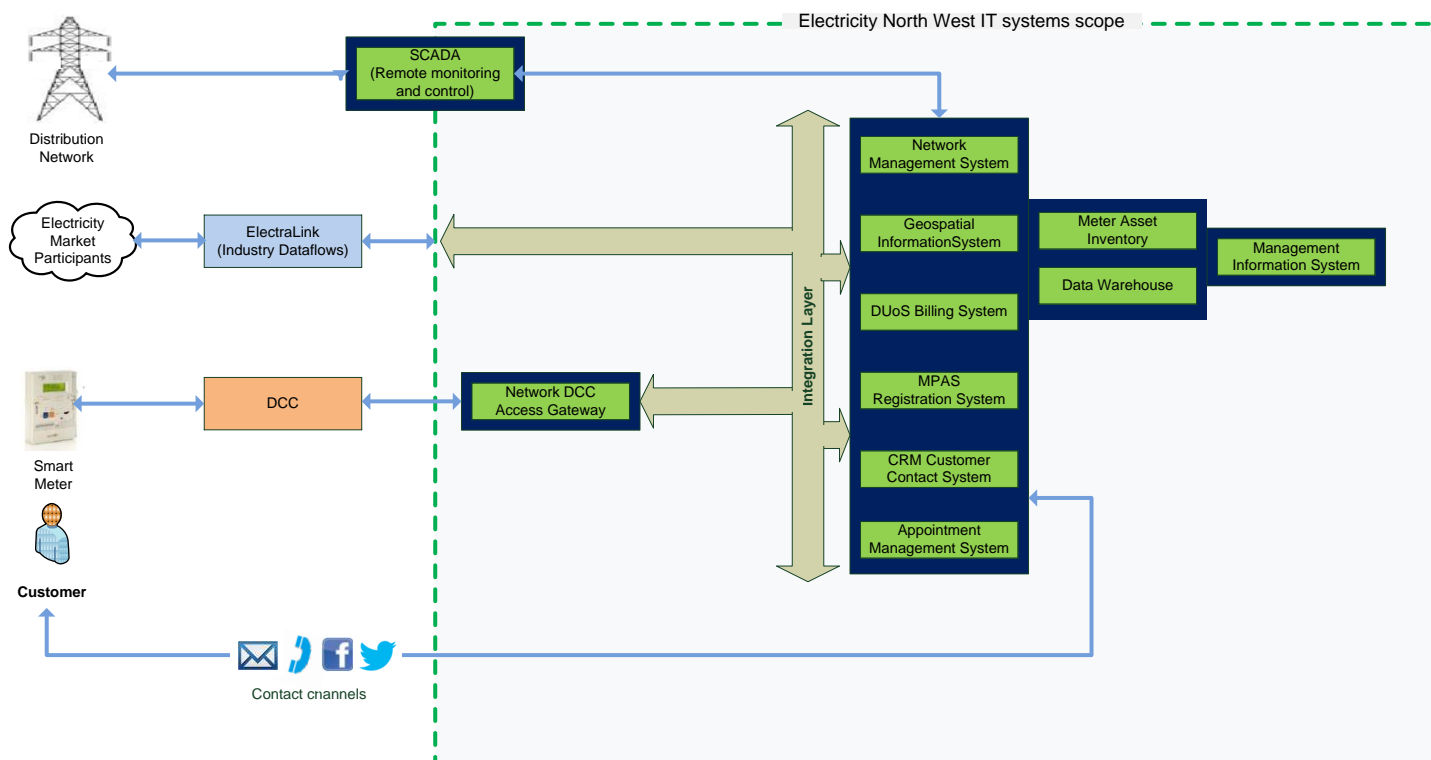 Electricity North West IT systems scope
SCADA
(Remote monitoring
and control)
Distribution
Network
Network
Management System
Electricity
Market
Participants
ElectraLink
(Industry Dataflows)
Geospatial
InformationSystem
Meter Asset
Inventory
Management
Information System
Data Warehouse
DUoS Billing System
Integration Layer
DCC
Network DCC
Access Gateway
MPAS
Registration System
Smart
Meter
CRM Customer
Contact System
Appointment
Management System
Customer
Contact channels